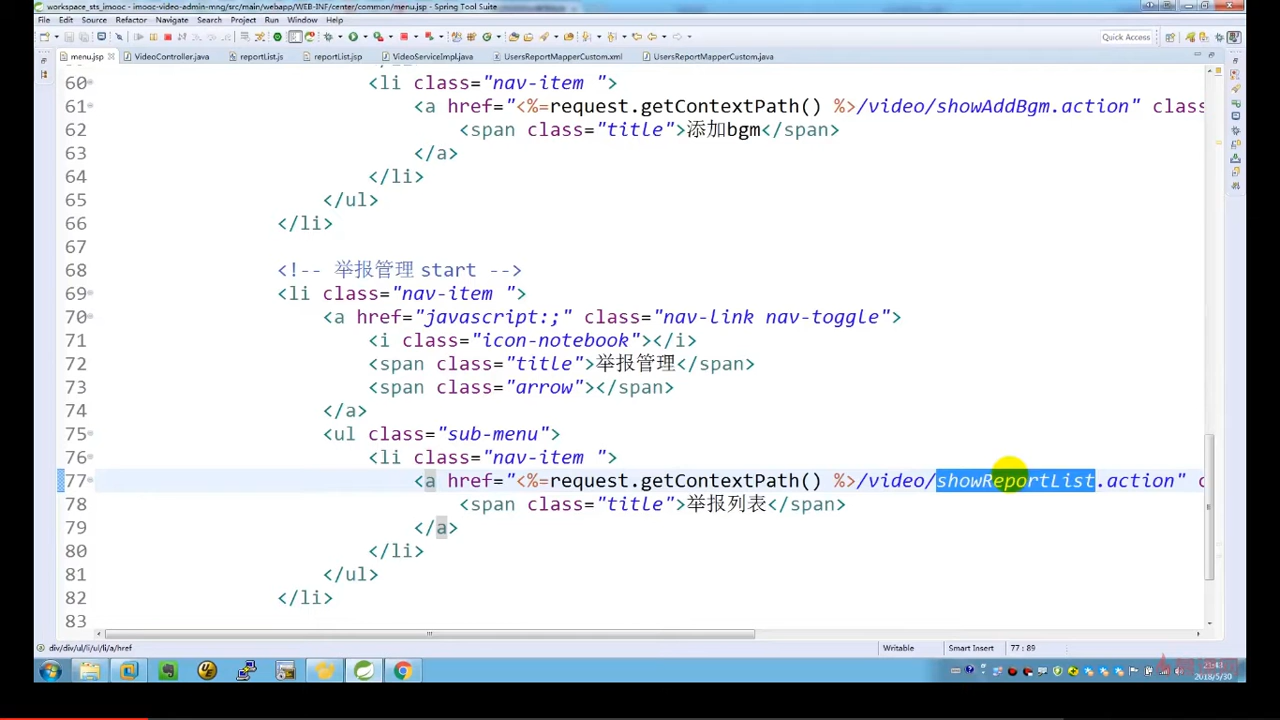 workspace_sts_imooc - imooc-video-admin-mng/src/main/webapp/WEB-INF/center/common/menu.jsp - Spring Tool Suite
File Edit Source Refactor Navigate Search Project Run Window Help
Quick Access
menu.jsp VideoController.java reportList.js reportList.jsp VideoServiceImpl.java UsersReportMapperCustom.xml UsersReportMapperCustom.java
60 <li class="nav-item ">
61 <a href="<%=request.getContextPath() %>/video/showAddBgm.action" class
62 <span class="title">添加bgm</span>
63 </a>
64 </li>
65 </ul>
66 </li>
67
68 <!-- 举报管理 start -->
69 <li class="nav-item ">
70 <a href="javascript:;" class="nav-link nav-toggle">
71 <i class="icon-notebook"></i>
72 <span class="title">举报管理</span>
73 <span class="arrow"></span>
74 </a>
75 <ul class="sub-menu">
76 <li class="nav-item ">
77 <a href="<%=request.getContextPath() %>/video/showReportList.action" c
78 <span class="title">举报列表</span>
79 </a>
80 </li>
81 </ul>
82 </li>
83
div/div/ul/li/ul/li/a/href Writable Smart Insert 77 : 89
21:41
2018/5/30